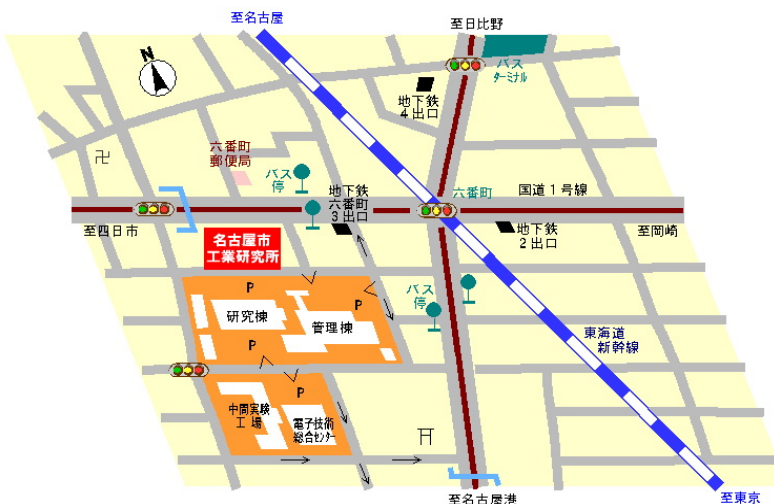 至名古屋
至日比野
N
バス
ターミナル
地下鉄
4出口
卍
六番町
郵便局
バス
停
地下鉄
六番町
3出口
六番町
国道1号線
至四日市
地下鉄
2出口
至岡崎
名古屋市
工業研究所
P
P
研究棟
管理棟
P
バス
停
東海道
新幹線
P
中間実験
工場
電子技術
総合センター
至名古屋港
至東京